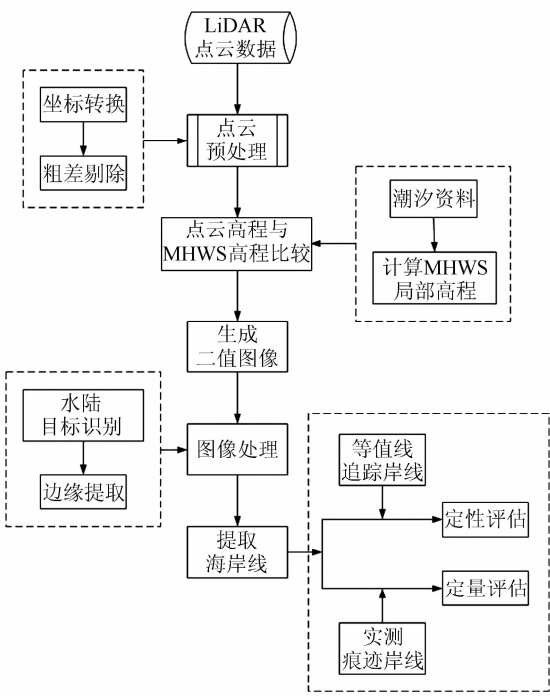 LiDAR
点云数据
坐标转换
粗差剔除
点云
预处理
潮汐资料
计算MHWS
局部高程
点云高程与
MHWS高程比较
生成
二值图像
水陆
目标识别
边缘提取
图像处理
提取
海岸线
等值线
追踪岸线
定性评估
定量评估
实测
痕迹岸线